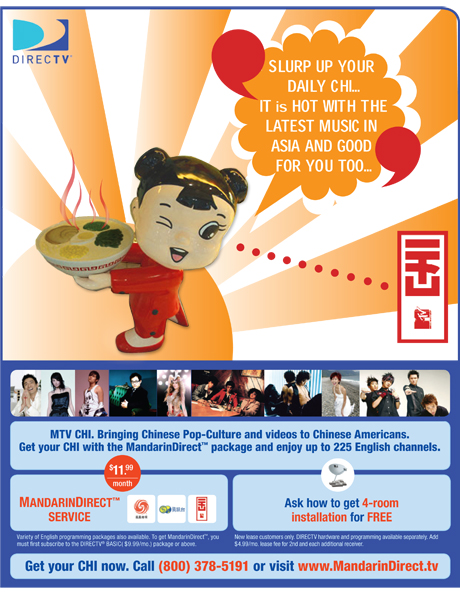 DIRECTV
SLURP UP YOUR
DAILY CHI...
IT is HOT WITH THE
LATEST MUSIC IN
ASIA AND GOOD
FOR YOU TOO...
MTV CHI. Bringing Chinese Pop-Culture and videos to Chinese Americans.
Get your CHI with the MandarinDirect™ package and enjoy up to 225 English channels.
$11.99
month
MANDARINDIRECT™
SERVICE
Ask how to get 4-room
installation for FREE
Variety of English programming packages also available. To get MandarinDirect™, you
must first subscribe to the DIRECTV® BASIC( $9.99/mo.) package or above.
New lease customers only. DIRECTV hardware and programming available separately. Add
$4.99/mo. lease fee for 2nd and each additional receiver.
Get your CHI now. Call (800) 378-5191 or visit www.MandarinDirect.tv